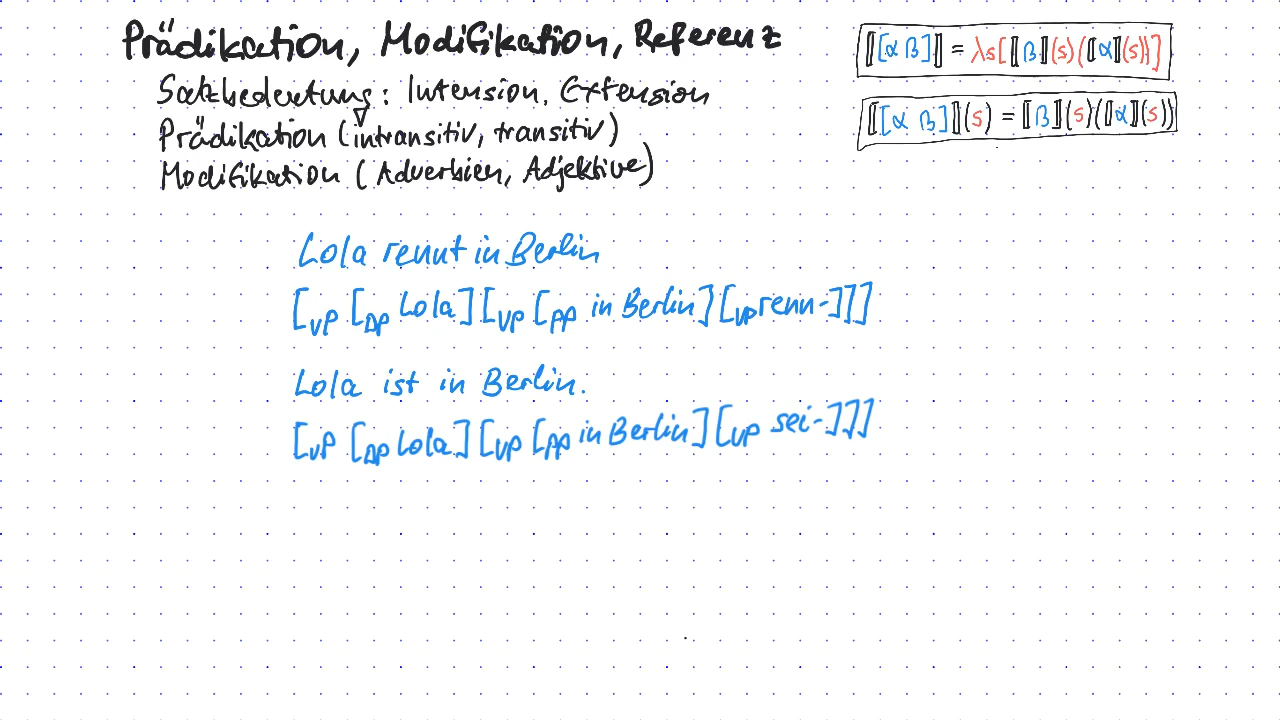 Prädikation, Modifikation, Referenz
Satzbedeutung: Intension, Extension
Prädikation (intransitiv, transitiv)
Modifikation (Adverbien, Adjektive)
⟦[α β]⟧ = λs[⟦β⟧(s)(⟦α⟧(s))]
⟦[α β]⟧(s) = ⟦β⟧(s)(⟦α⟧(s))
Lola rennt in Berlin
[VP [DP Lola] [VP [PP in Berlin] [VP renn-]]]
Lola ist in Berlin.
[VP [DP Lola] [VP [PP in Berlin] [VP sei-]]]